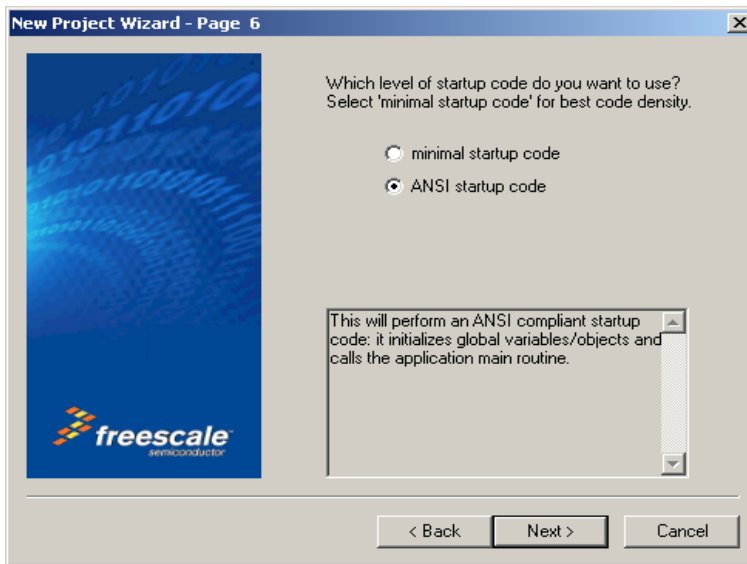 New Project Wizard - Page 6
Which level of startup code do you want to use?
Select 'minimal startup code' for best code density.
minimal startup code
ANSI startup code
This will perform an ANSI compliant startup
code: it initializes global variables/objects and
calls the application main routine.
freescale™
semiconductor
< Back
Next >
Cancel